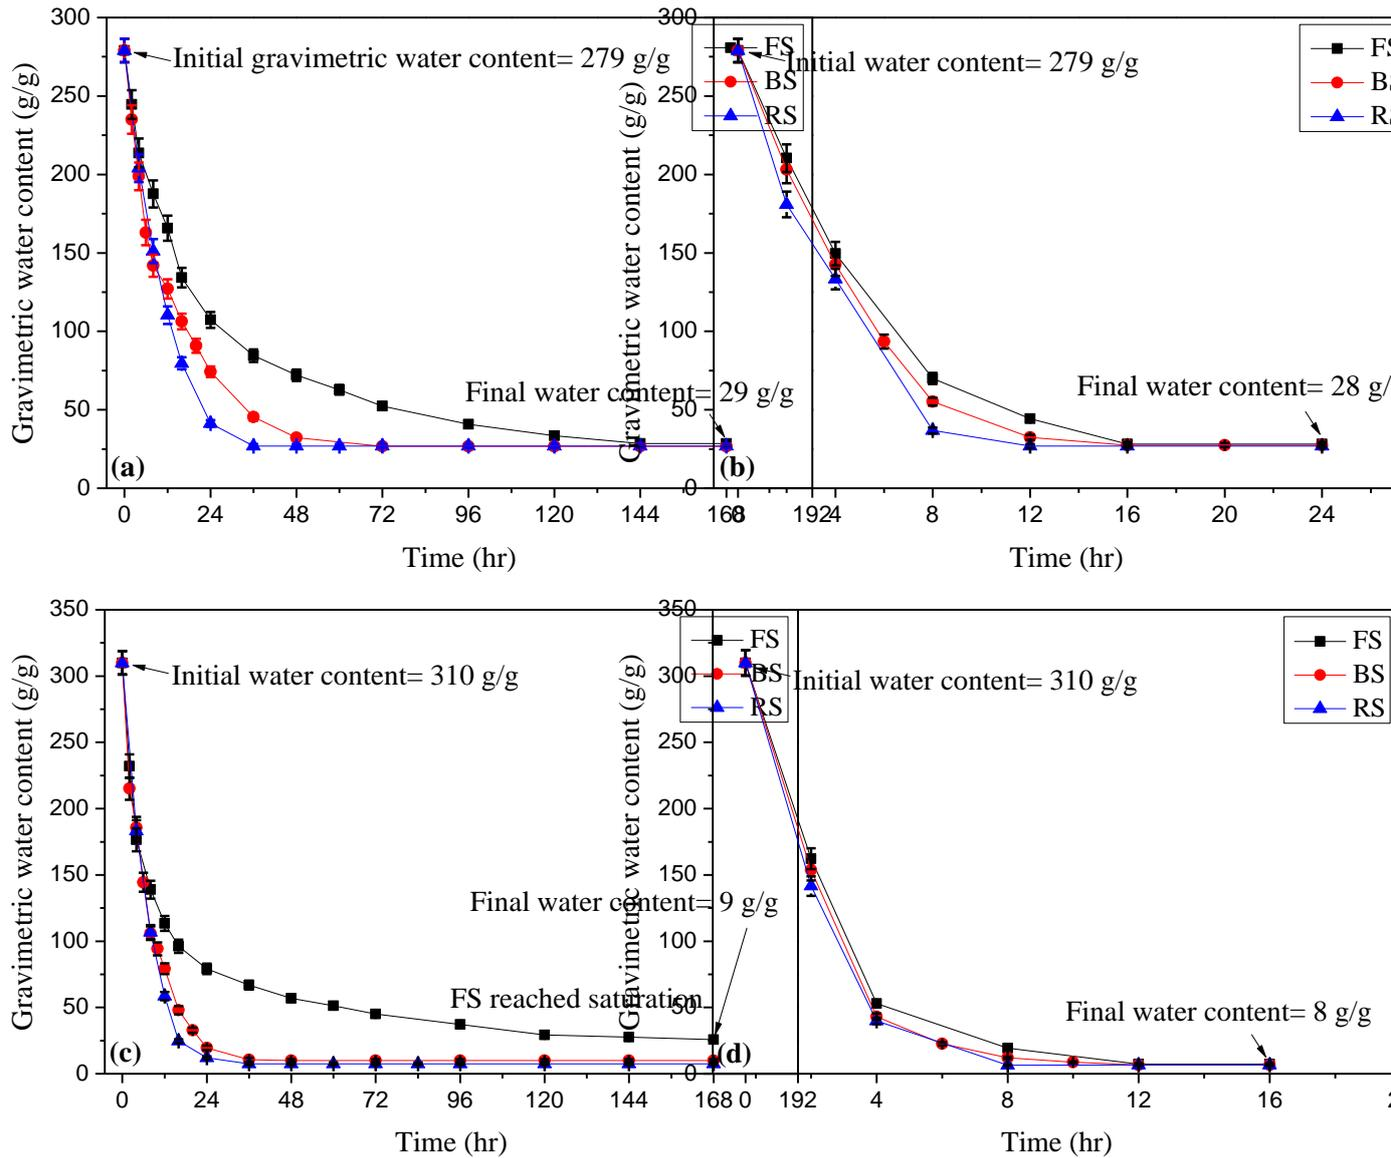 300
250
200
150
100
50
0
Gravimetric water content (g/g)
Initial gravimetric water content= 279 g/g
Final water content= 29 g/g
(a)
0 24 48 72 96 120 144 168 192
Time (hr)
FS
BS
RS
300
250
200
150
100
50
0
Gravimetric water content (g/g)
Initial water content= 279 g/g
Final water content= 28 g/
(b)
0 4 8 12 16 20 24
Time (hr)
FS
BS
RS
350
300
250
200
150
100
50
0
Gravimetric water content (g/g)
Initial water content= 310 g/g
Final water content= 9 g/g
FS reached saturation
(c)
0 24 48 72 96 120 144 168 192
Time (hr)
FS
BS
RS
350
300
250
200
150
100
50
0
Gravimetric water content (g/g)
Initial water content= 310 g/g
Final water content= 8 g/g
(d)
0 4 8 12 16 2
Time (hr)
FS
BS
RS